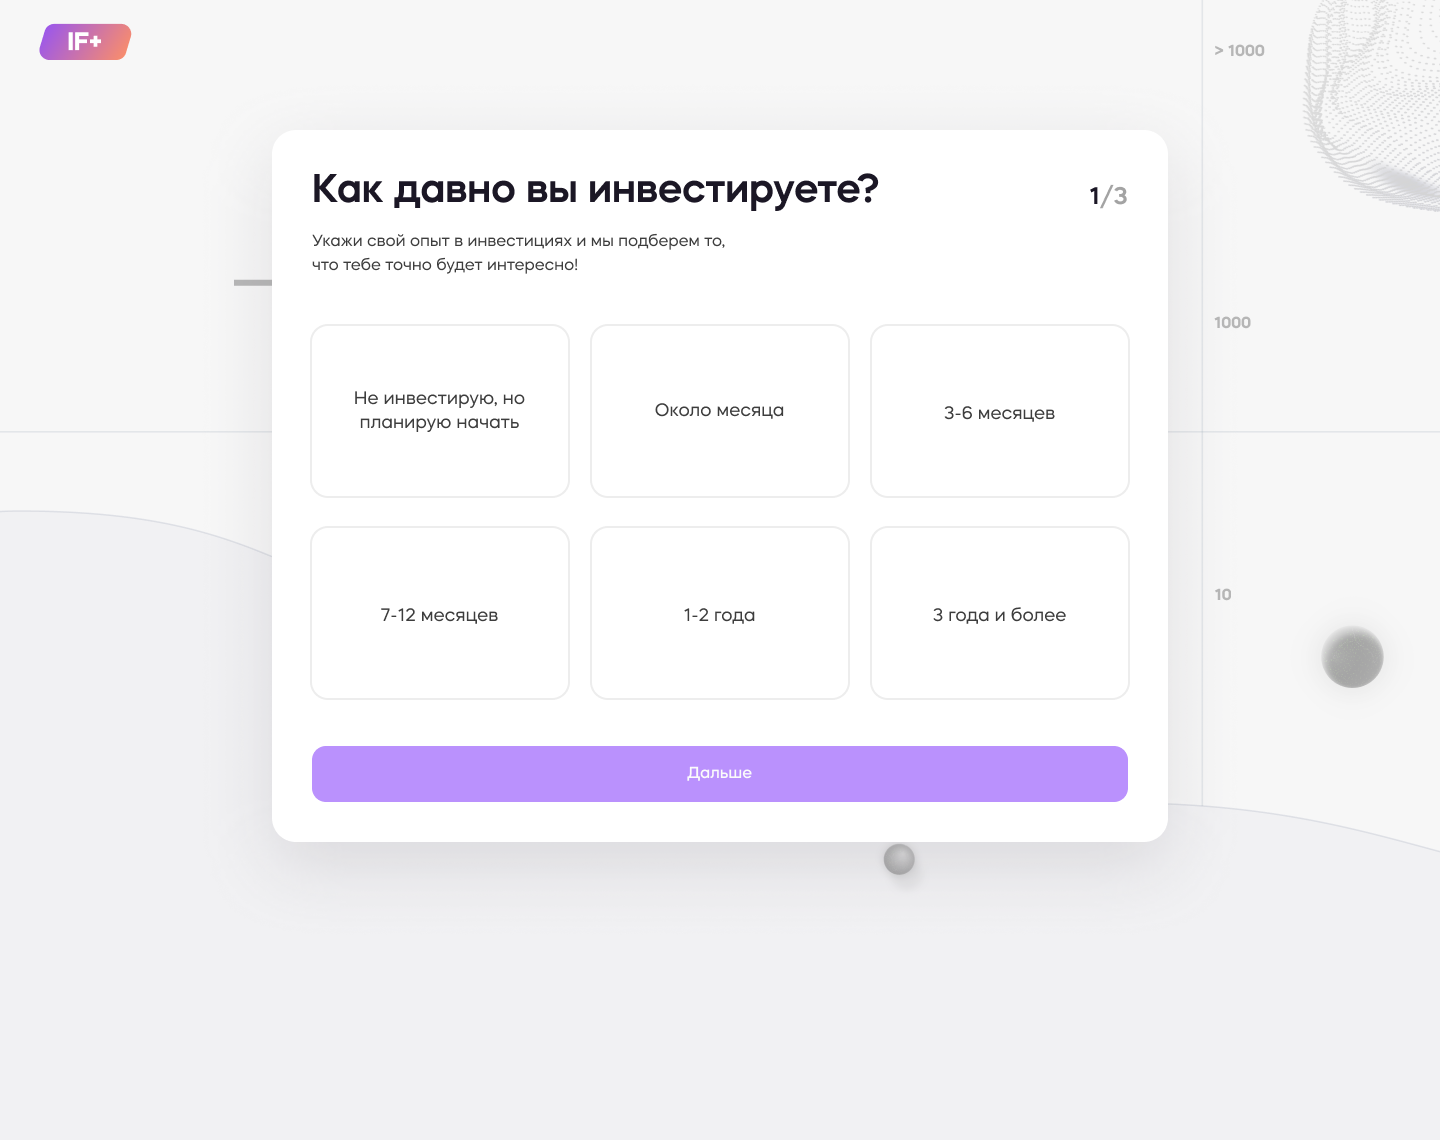 IF+
> 1000
Как давно вы инвестируете?
1/3
Укажи свой опыт в инвестициях и мы подберем то,
что тебе точно будет интересно!
1000
Не инвестирую, но
планирую начать
Около месяца
3-6 месяцев
10
7-12 месяцев
1-2 года
3 года и более
Дальше